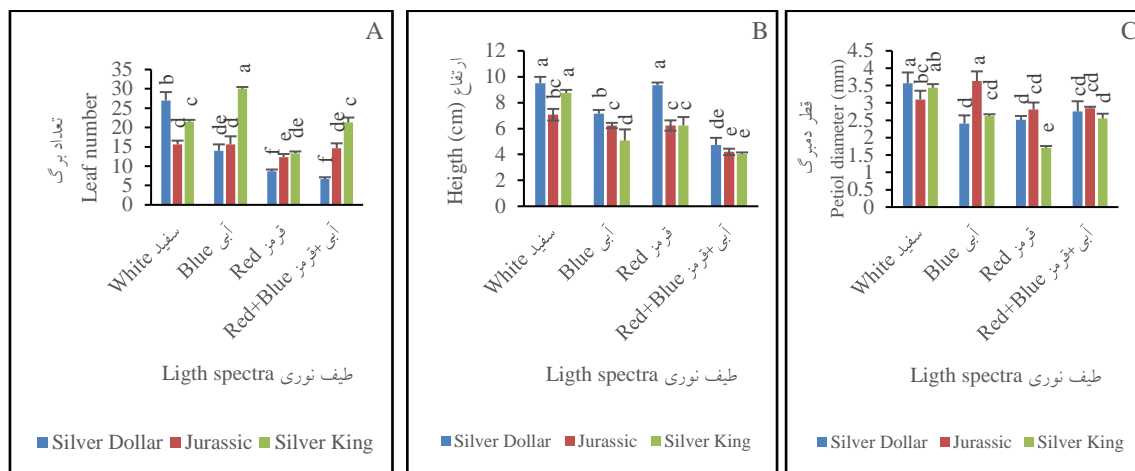 A
تعداد برگ
Leaf number
35
30
25
20
15
10
5
0
b
d
c
de
d
a
f
e
de
f
de
c
White سفید
Blue آبی
Red قرمز
Red+Blue آبی+قرمز
Ligth spectra طیف نوری
Silver Dollar Jurassic Silver King
B
Heigth (cm) ارتفاع
12
10
8
6
4
2
0
a
bc
a
b
c
d
a
c
c
de
e
e
White سفید
Blue آبی
Red قرمز
Red+Blue آبی+قرمز
Ligth spectra طیف نوری
Silver Dollar Jurassic Silver King
C
قطر دمبرگ
Petiol diameter (mm)
4.5
4
3.5
3
2.5
2
1.5
1
0.5
0
a
bc
ab
d
a
cd
d
cd
e
cd
cd
d
White سفید
Blue آبی
Red قرمز
Red+Blue آبی+قرمز
Ligth spectra طیف نوری
Silver Dollar Jurassic Silver King